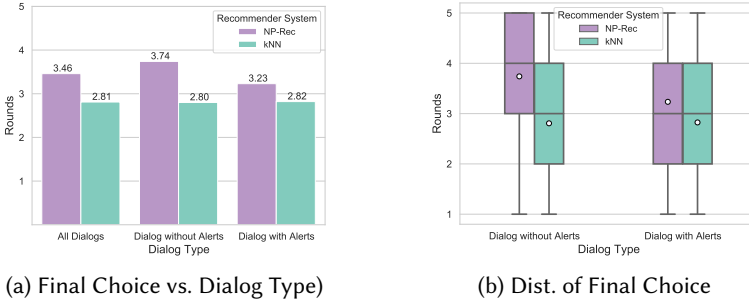 5
4
3
2
1
Rounds
Recommender System
NP-Rec
kNN
3.46
2.81
3.74
2.80
3.23
2.82
All Dialogs
Dialog without Alerts
Dialog with Alerts
Dialog Type
(a) Final Choice vs. Dialog Type)
5
4
3
2
1
Rounds
Recommender System
NP-Rec
kNN
Dialog without Alerts
Dialog with Alerts
Dialog Type
(b) Dist. of Final Choice